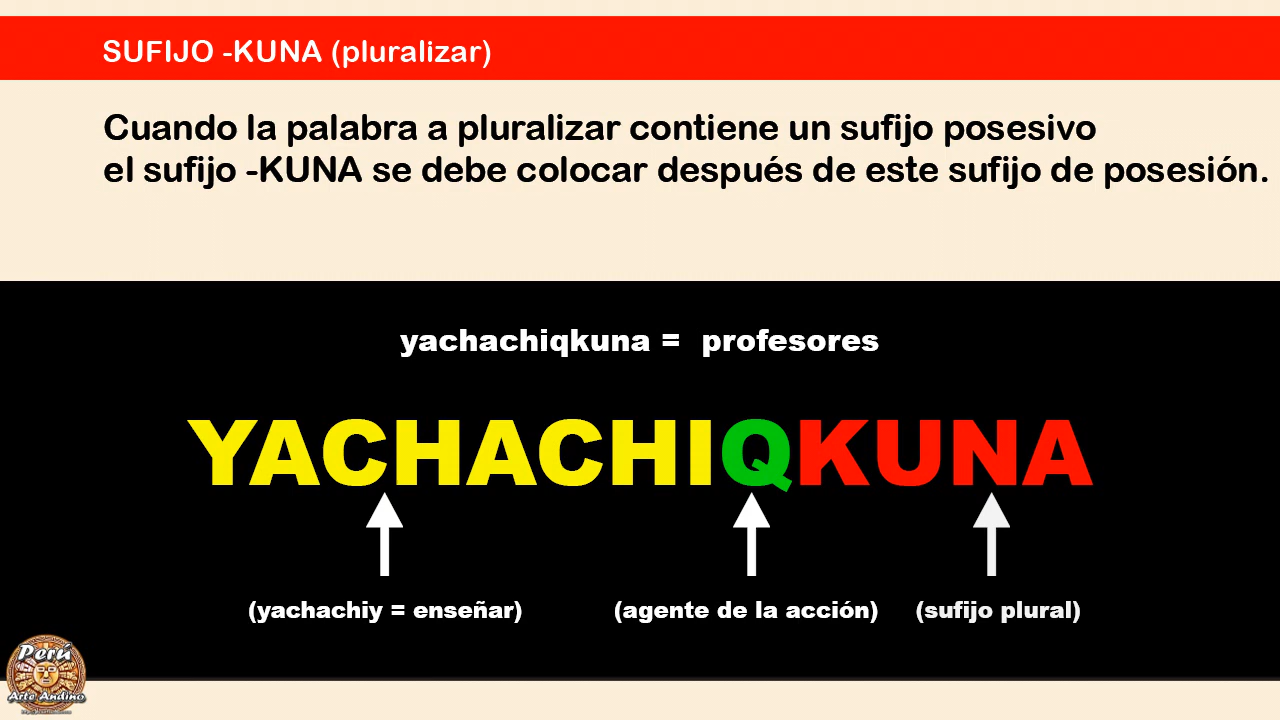 SUFIJO -KUNA (pluralizar)
Cuando la palabra a pluralizar contiene un sufijo posesivo
el sufijo -KUNA se debe colocar después de este sufijo de posesión.
yachachiqkuna = profesores
YACHACHIQKUNA
(yachachiy = enseñar) (agente de la acción) (sufijo plural)
Perú
Arte Andino